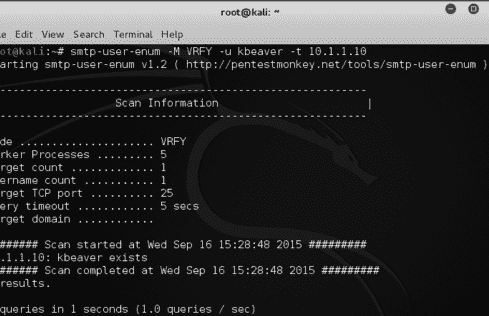 root@kali: ~
le Edit View Search Terminal Help
ot@kali:~# smtp-user-enum -M VRFY -u kbeaver -t 10.1.1.10
arting smtp-user-enum v1.2 ( http://pentestmonkey.net/tools/smtp-user-enum )
----------------------------------------------------------
Scan Information |
----------------------------------------------------------
de ..................... VRFY
rker Processes ......... 5
rget count ............. 1
ername count ........... 1
rget TCP port .......... 25
ery timeout ............ 5 secs
rget domain ............
###### Scan started at Wed Sep 16 15:28:48 2015 #########
.1.1.10: kbeaver exists
###### Scan completed at Wed Sep 16 15:28:48 2015 #########
results.
queries in 1 seconds (1.0 queries / sec)